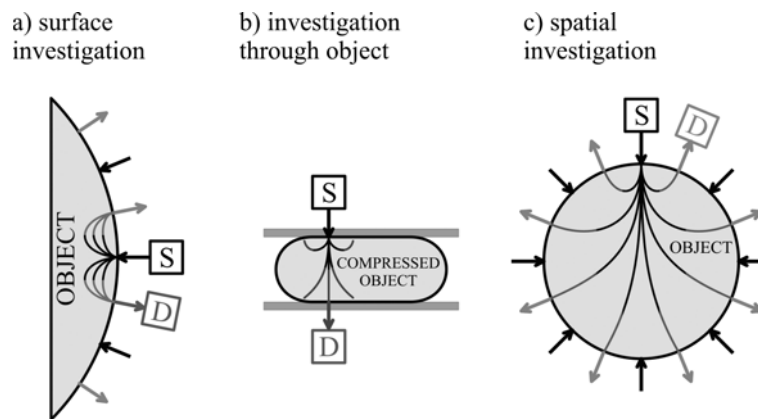 a) surface
investigation
b) investigation
through object
c) spatial
investigation
OBJECT
S
D
S
COMPRESSED
OBJECT
D
S
D
OBJECT